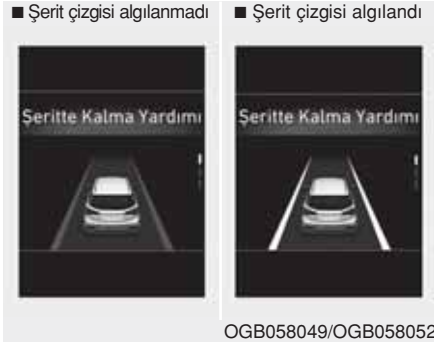 ■ Şerit çizgisi algılanmadı
■ Şerit çizgisi algılandı
Şeritte Kalma Yardımı
Şeritte Kalma Yardımı
OGB058049/OGB058052